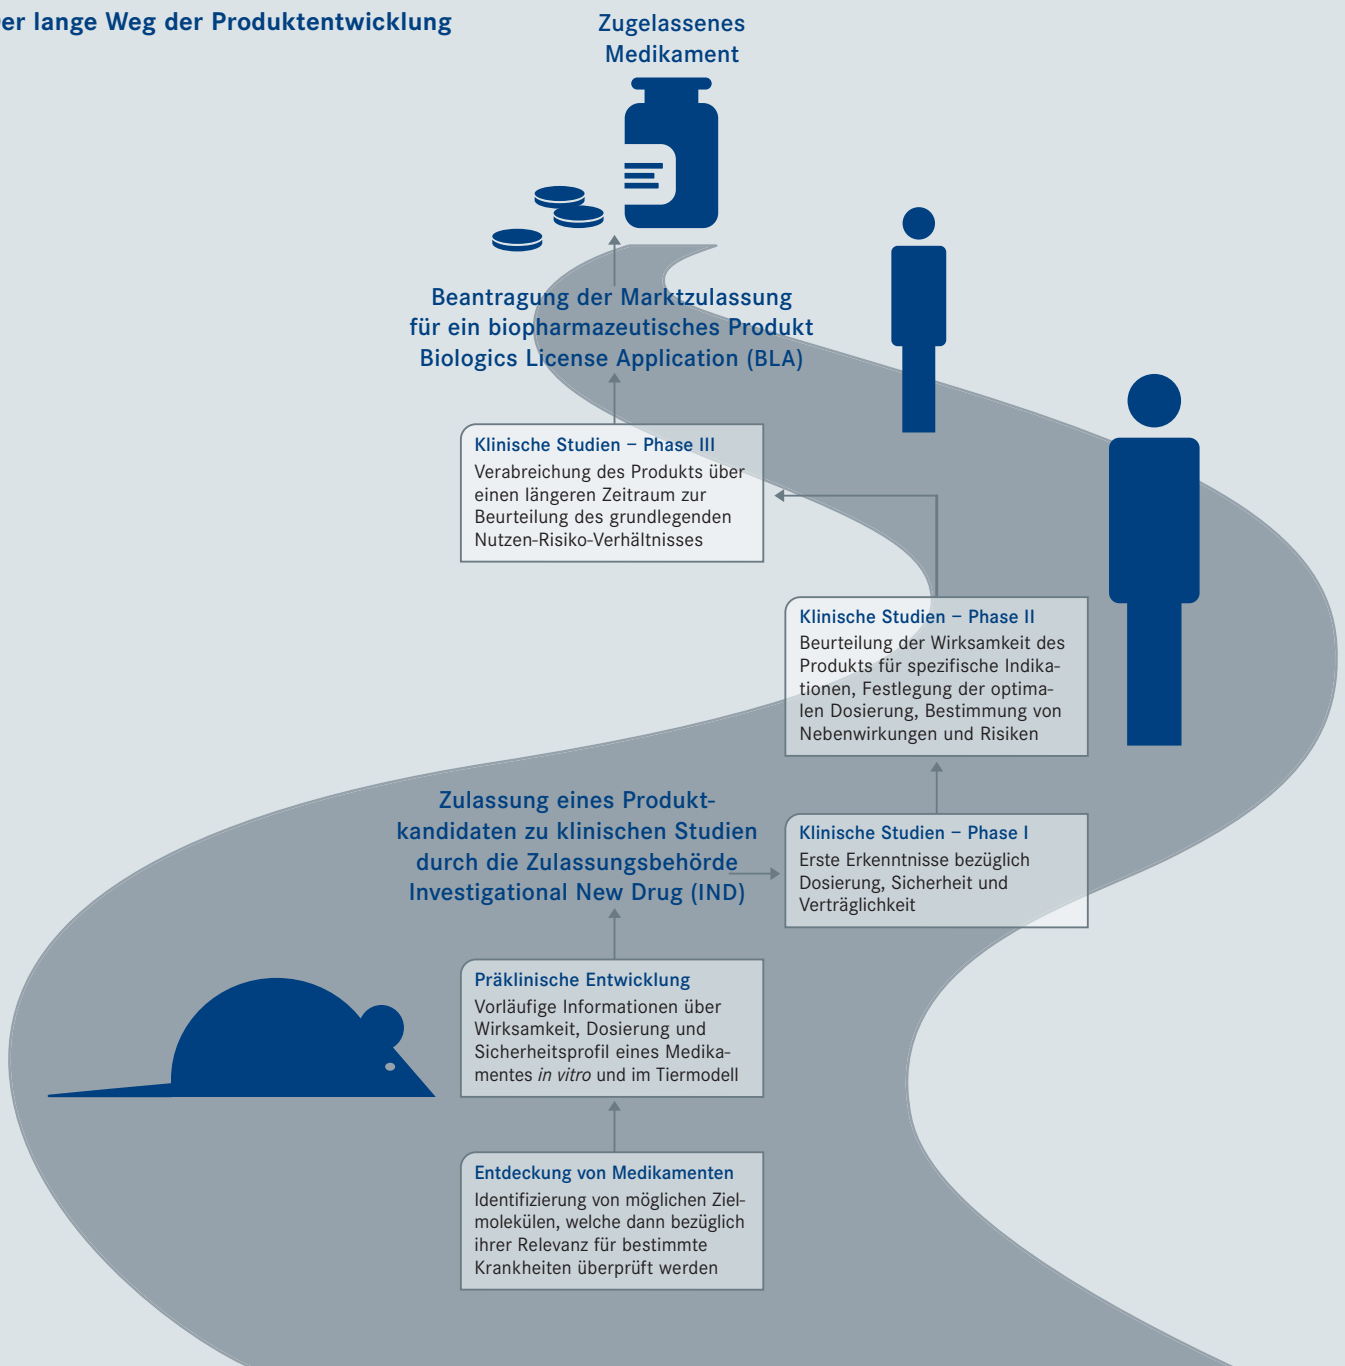 er lange Weg der Produktentwicklung
Zugelassenes
Medikament
Beantragung der Marktzulassung
für ein biopharmazeutisches Produkt
Biologics License Application (BLA)
Klinische Studien – Phase III
Verabreichung des Produkts über
einen längeren Zeitraum zur
Beurteilung des grundlegenden
Nutzen-Risiko-Verhältnisses
Klinische Studien – Phase II
Beurteilung der Wirksamkeit des
Produkts für spezifische Indika-
tionen, Festlegung der optima-
len Dosierung, Bestimmung von
Nebenwirkungen und Risiken
Zulassung eines Produkt-
kandidaten zu klinischen Studien
durch die Zulassungsbehörde
Investigational New Drug (IND)
Klinische Studien – Phase I
Erste Erkenntnisse bezüglich
Dosierung, Sicherheit und
Verträglichkeit
Präklinische Entwicklung
Vorläufige Informationen über
Wirksamkeit, Dosierung und
Sicherheitsprofil eines Medika-
mentes in vitro und im Tiermodell
Entdeckung von Medikamenten
Identifizierung von möglichen Ziel-
molekülen, welche dann bezüglich
ihrer Relevanz für bestimmte
Krankheiten überprüft werden